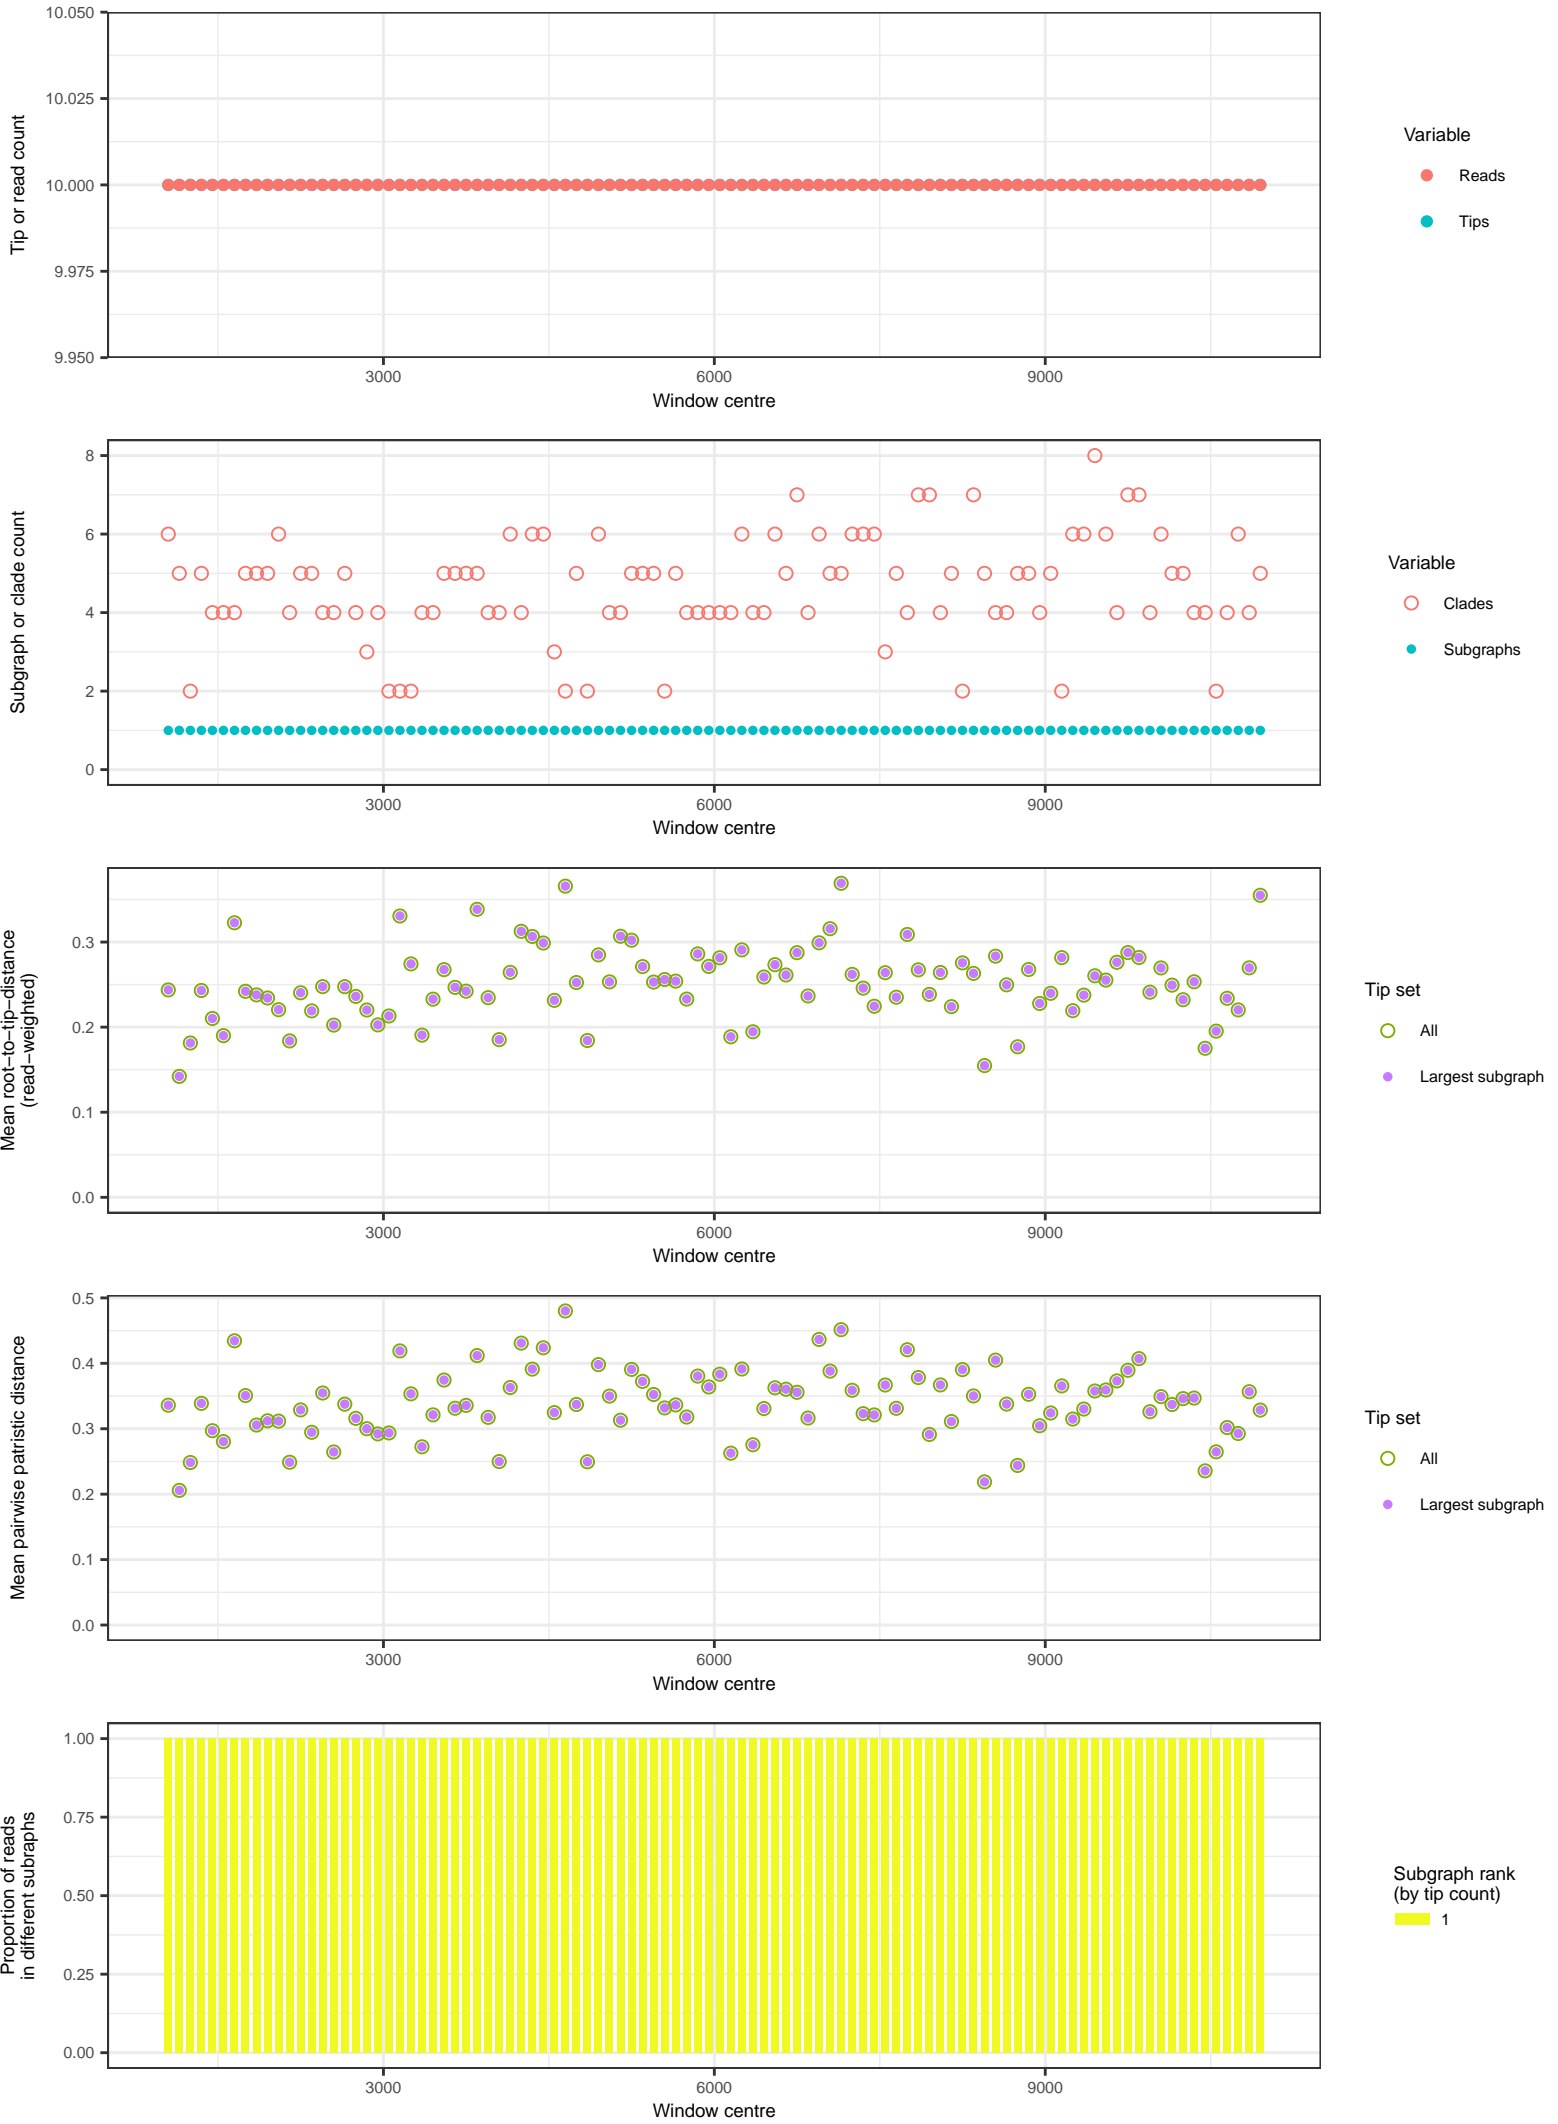 10.050
10.025
10.000
9.975
9.950
Tip or read count
3000
6000
9000
Window centre
Variable
Reads
Tips
8
6
4
2
0
Subgraph or clade count
3000
6000
9000
Window centre
Variable
Clades
Subgraphs
0.3
0.2
0.1
0.0
Mean root−to−tip−distance
(read−weighted)
3000
6000
9000
Window centre
Tip set
All
Largest subgraph
0.5
0.4
0.3
0.2
0.1
0.0
Mean pairwise patristic distance
3000
6000
9000
Window centre
Tip set
All
Largest subgraph
1.00
0.75
0.50
0.25
0.00
Proportion of reads
in different subraphs
3000
6000
9000
Window centre
Subgraph rank
(by tip count)
1